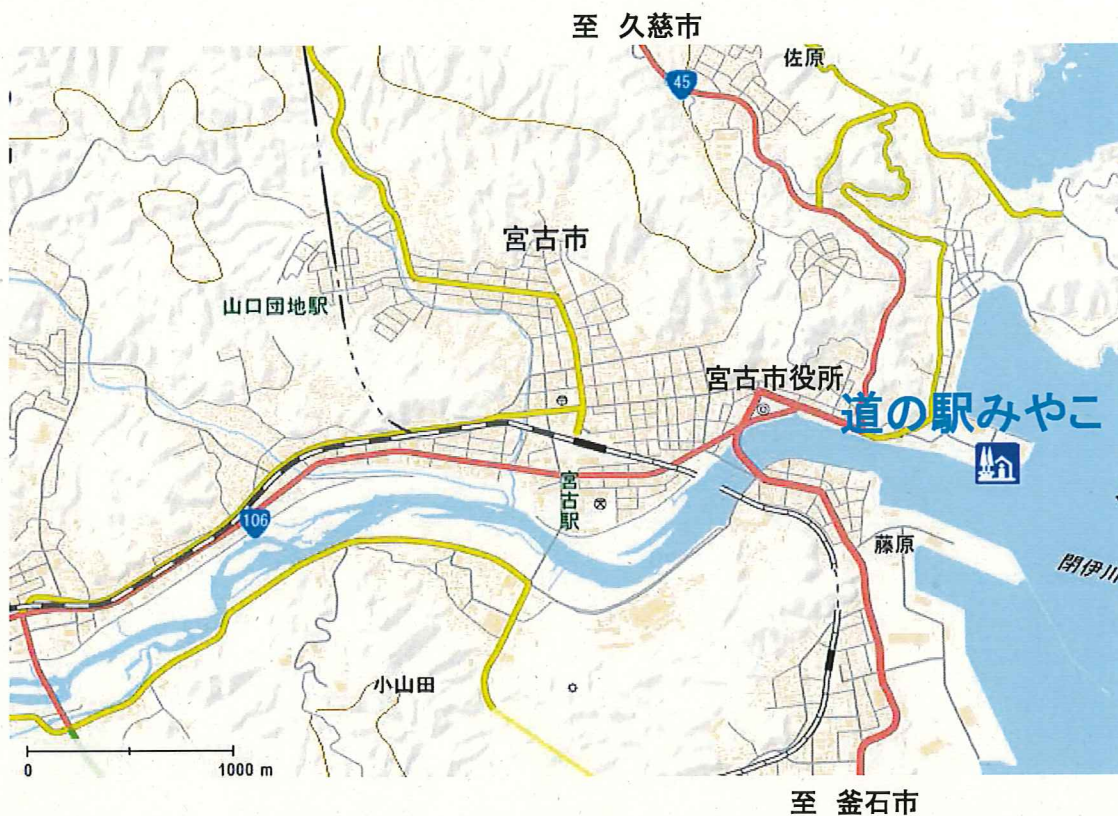 至 久慈市
佐原
45
宮古市
山口団地駅
宮古市役所
道の駅みやこ
宮古駅
106
藤原
閉伊川
小山田
0 1000 m
至 釜石市